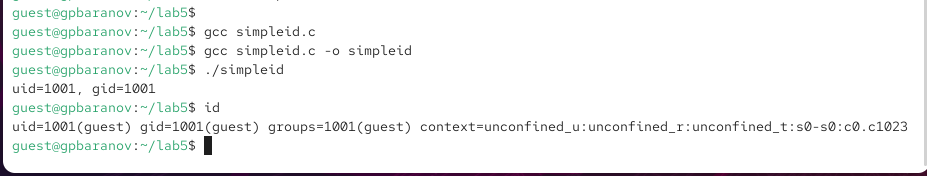 guest@gpbaranov:~/lab5$
guest@gpbaranov:~/lab5$ gcc simpleid.c
guest@gpbaranov:~/lab5$ gcc simpleid.c -o simpleid
guest@gpbaranov:~/lab5$ ./simpleid
uid=1001, gid=1001
guest@gpbaranov:~/lab5$ id
uid=1001(guest) gid=1001(guest) groups=1001(guest) context=unconfined_u:unconfined_r:unconfined_t:s0-s0:c0.c1023
guest@gpbaranov:~/lab5$